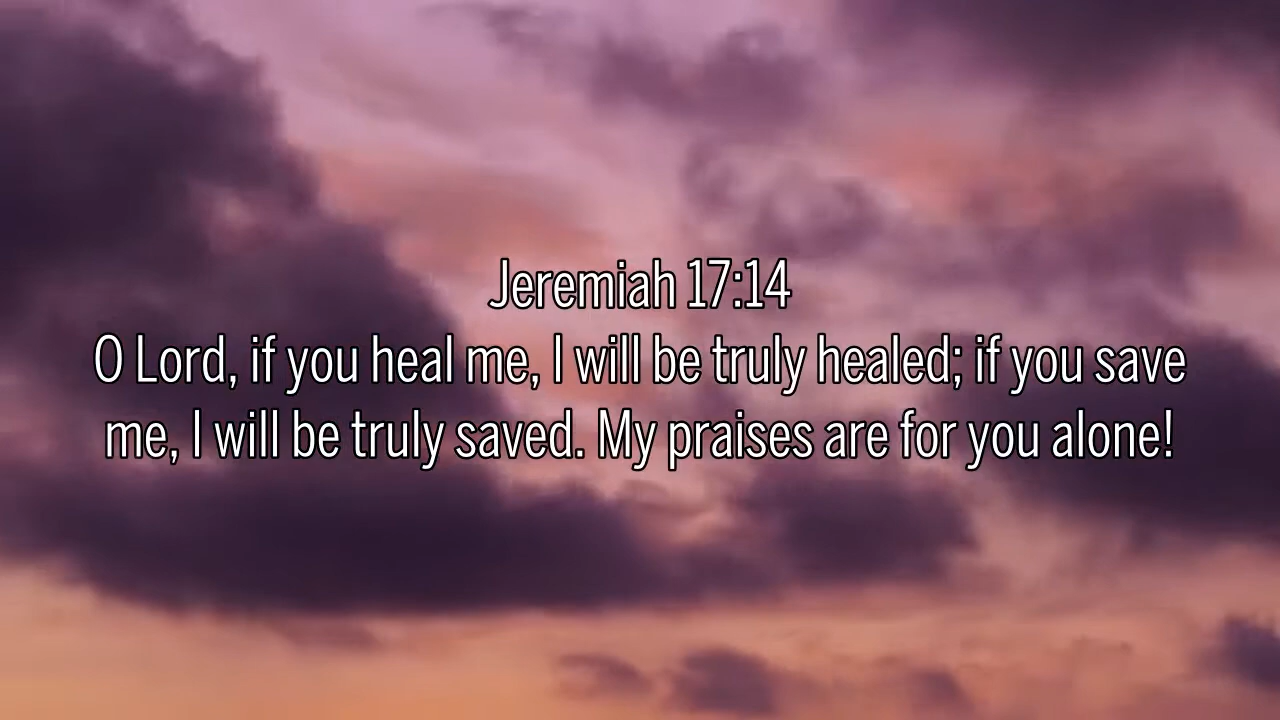 Jeremiah 17:14
O Lord, if you heal me, I will be truly healed; if you save
me, I will be truly saved. My praises are for you alone!